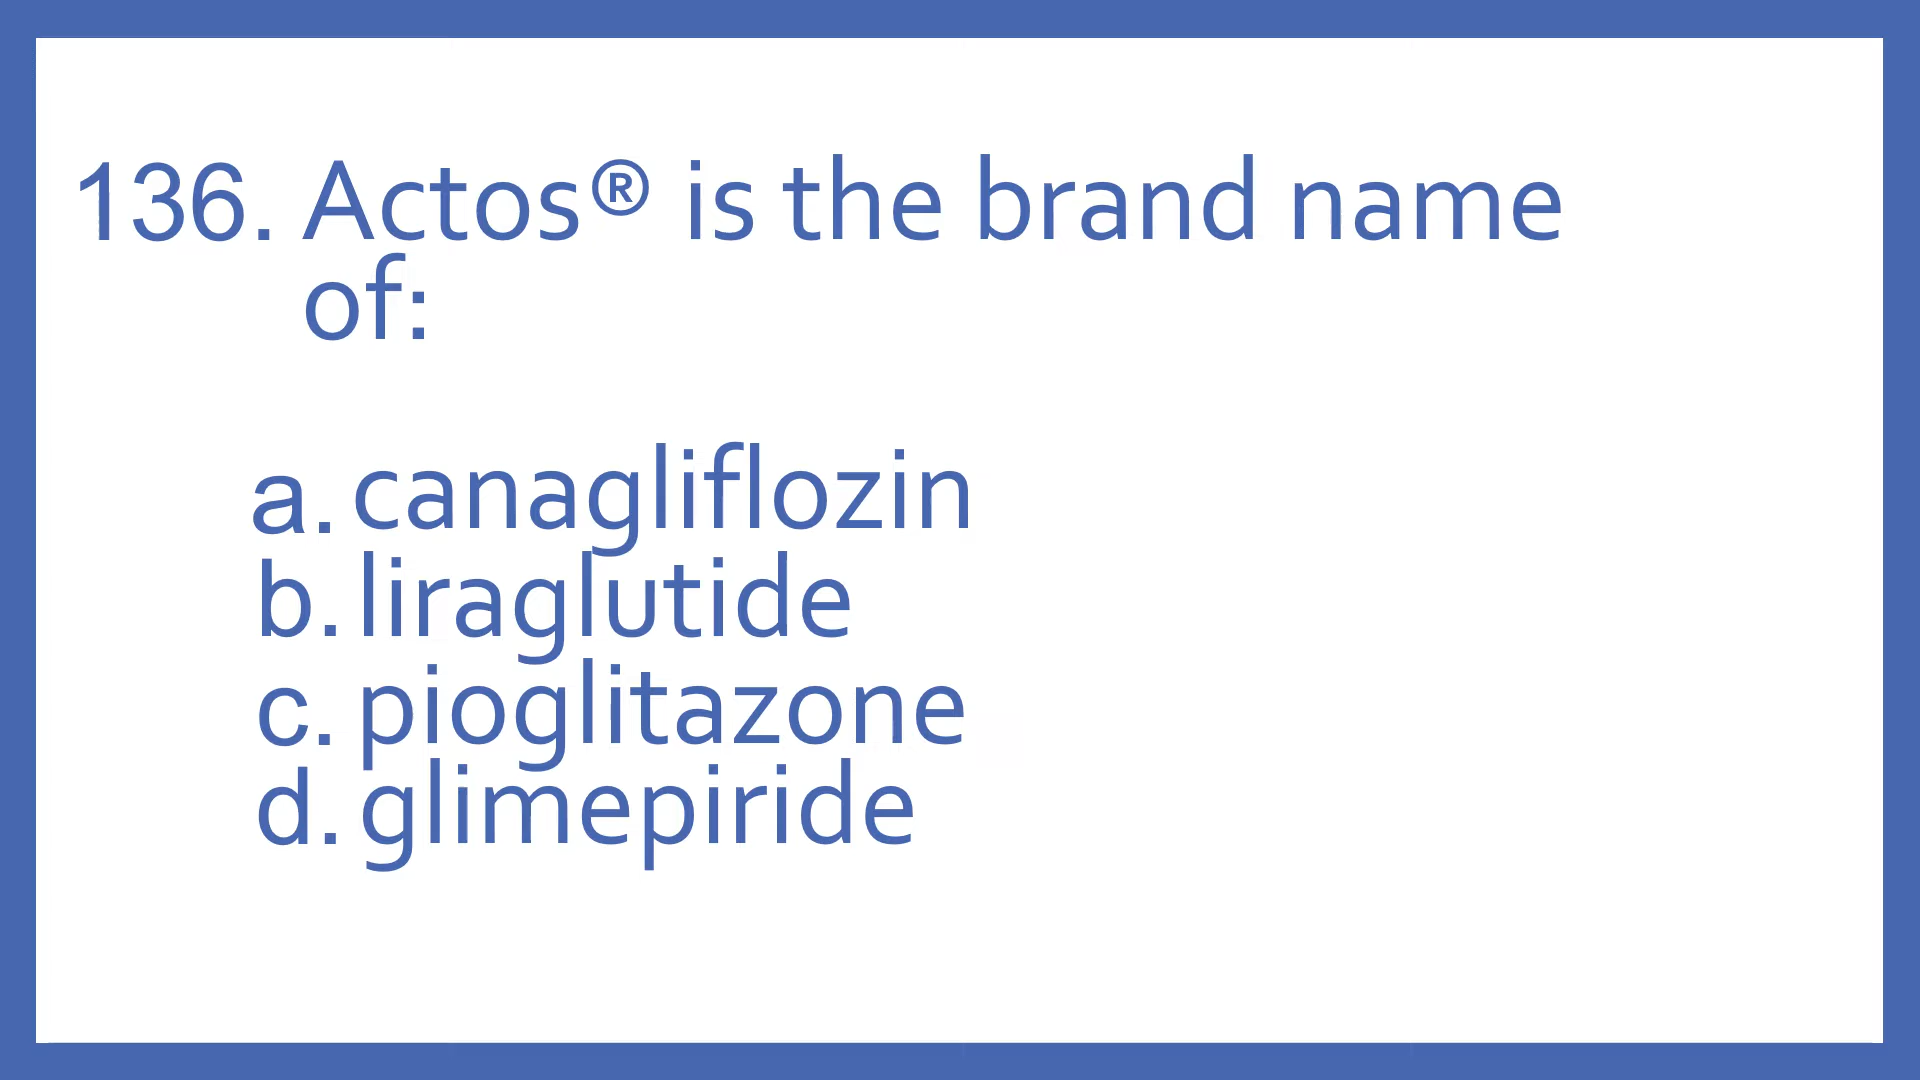 136. Actos® is the brand name
of:
a. canagliflozin
b. liraglutide
c. pioglitazone
d. glimepiride